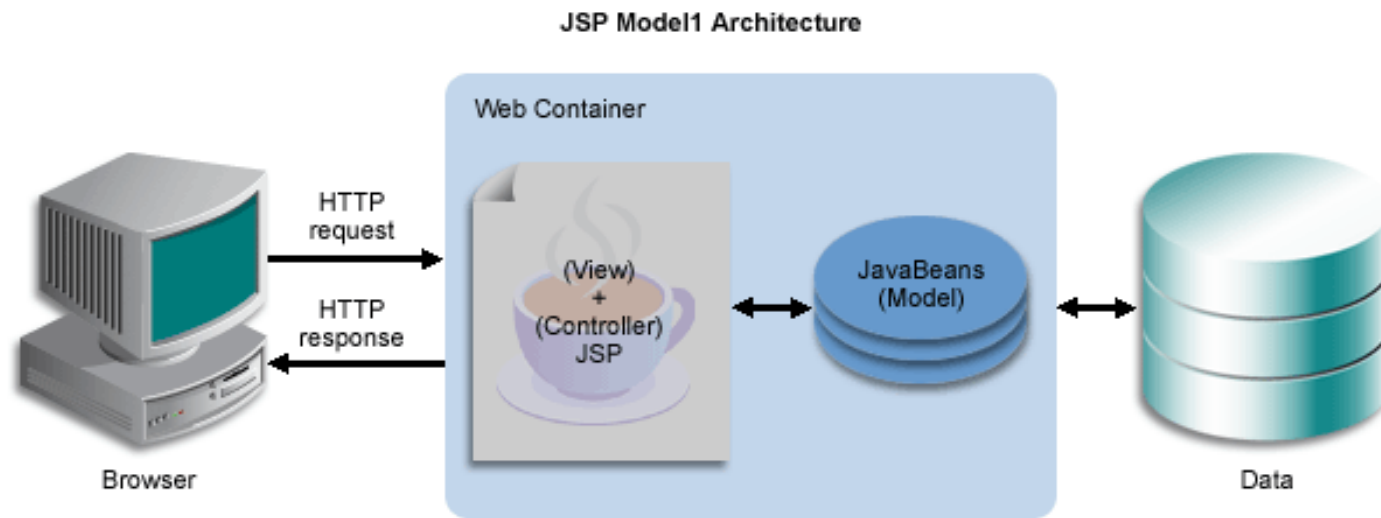 JSP Model1 Architecture
Web Container
HTTP
request
HTTP
response
(View)
+
(Controller)
JSP
JavaBeans
(Model)
Browser
Data